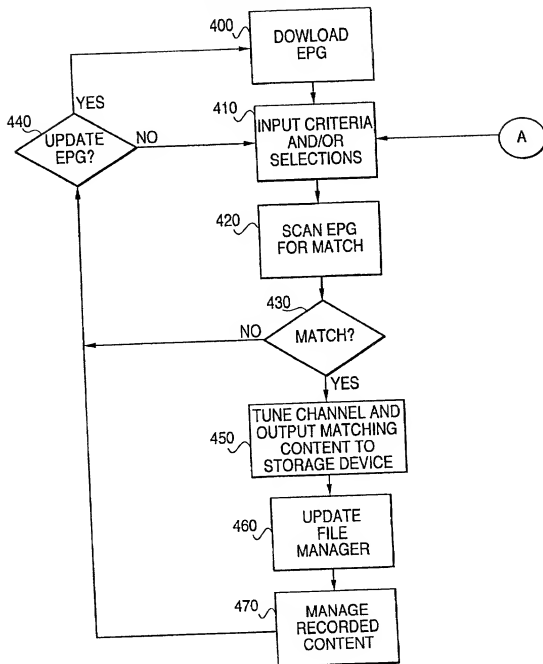 400
DOWLOAD
EPG
YES
440
UPDATE
EPG?
NO
410
INPUT CRITERIA
AND/OR
SELECTIONS
A
420
SCAN EPG
FOR MATCH
430
NO
MATCH?
YES
450
TUNE CHANNEL AND
OUTPUT MATCHING
CONTENT TO
STORAGE DEVICE
460
UPDATE
FILE
MANAGER
470
MANAGE
RECORDED
CONTENT